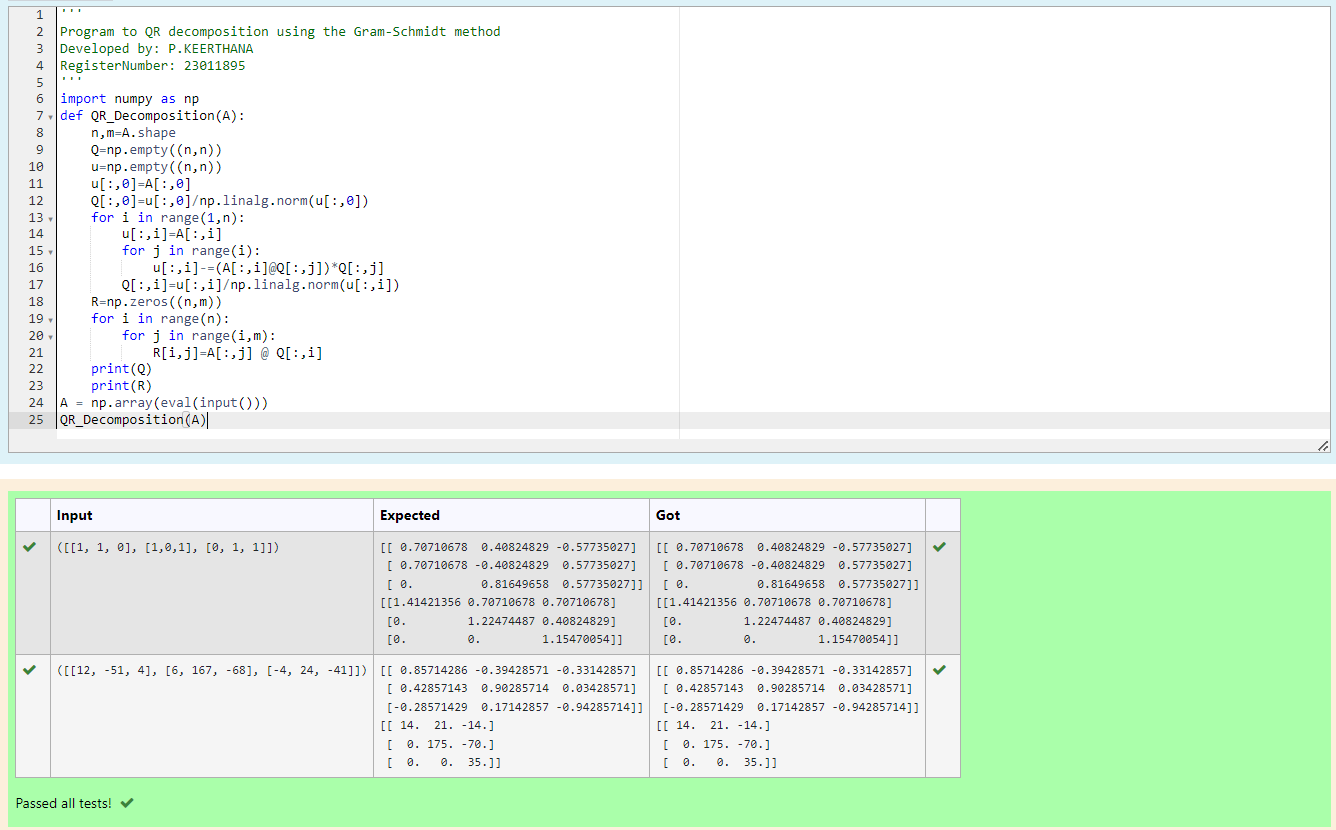 1 '''
2 Program to QR decomposition using the Gram-Schmidt method
3 Developed by: P.KEERTHANA
4 RegisterNumber: 23011895
5 '''
6 import numpy as np
7 def QR_Decomposition(A):
8     n,m=A.shape
9     Q=np.empty((n,n))
10     u=np.empty((n,n))
11     u[:,0]=A[:,0]
12     Q[:,0]=u[:,0]/np.linalg.norm(u[:,0])
13     for i in range(1,n):
14         u[:,i]=A[:,i]
15         for j in range(i):
16             u[:,i]-=(A[:,i]@Q[:,j])*Q[:,j]
17         Q[:,i]=u[:,i]/np.linalg.norm(u[:,i])
18     R=np.zeros((n,m))
19     for i in range(n):
20         for j in range(i,m):
21             R[i,j]=A[:,j] @ Q[:,i]
22     print(Q)
23     print(R)
24 A = np.array(eval(input()))
25 QR_Decomposition(A)
Input Expected Got
([[1, 1, 0], [1,0,1], [0, 1, 1]]) [[ 0.70710678  0.40824829 -0.57735027] [[ 0.70710678  0.40824829 -0.57735027]
[ 0.70710678 -0.40824829  0.57735027] [ 0.70710678 -0.40824829  0.57735027]
[ 0.          0.81649658  0.57735027]] [ 0.          0.81649658  0.57735027]]
[[1.41421356 0.70710678 0.70710678] [[1.41421356 0.70710678 0.70710678]
[0.         1.22474487 0.40824829] [0.         1.22474487 0.40824829]
[0.         0.         1.15470054]] [0.         0.         1.15470054]]
([[12, -51, 4], [6, 167, -68], [-4, 24, -41]]) [[ 0.85714286 -0.39428571 -0.33142857] [[ 0.85714286 -0.39428571 -0.33142857]
[ 0.42857143  0.90285714  0.03428571] [ 0.42857143  0.90285714  0.03428571]
[-0.28571429  0.17142857 -0.94285714]] [-0.28571429  0.17142857 -0.94285714]]
[[ 14.  21. -14.] [[ 14.  21. -14.]
[  0. 175. -70.] [  0. 175. -70.]
[  0.   0.  35.]] [  0.   0.  35.]]
Passed all tests!